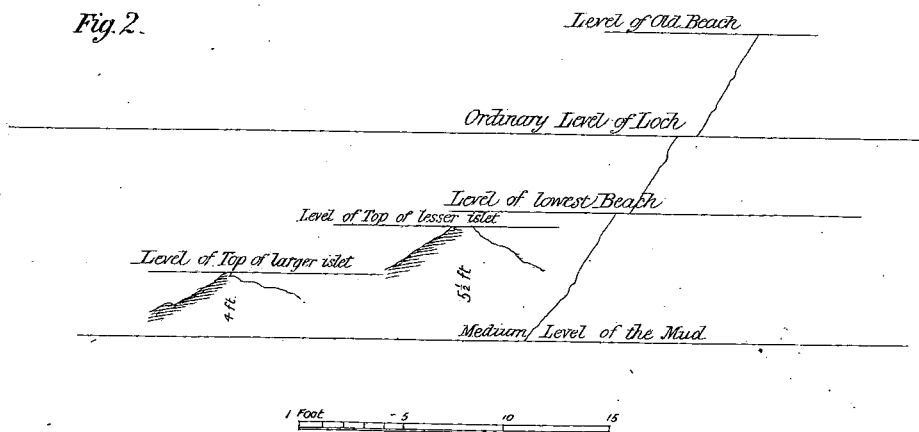 Fig. 2.
Level of Old Beach
Ordinary Level of Loch
Level of lowest Beach
Level of Top of lesser islet
Level of Top of larger islet
4 ft.
5½ ft
Medium Level of the Mud
1 Foot 5 10 15